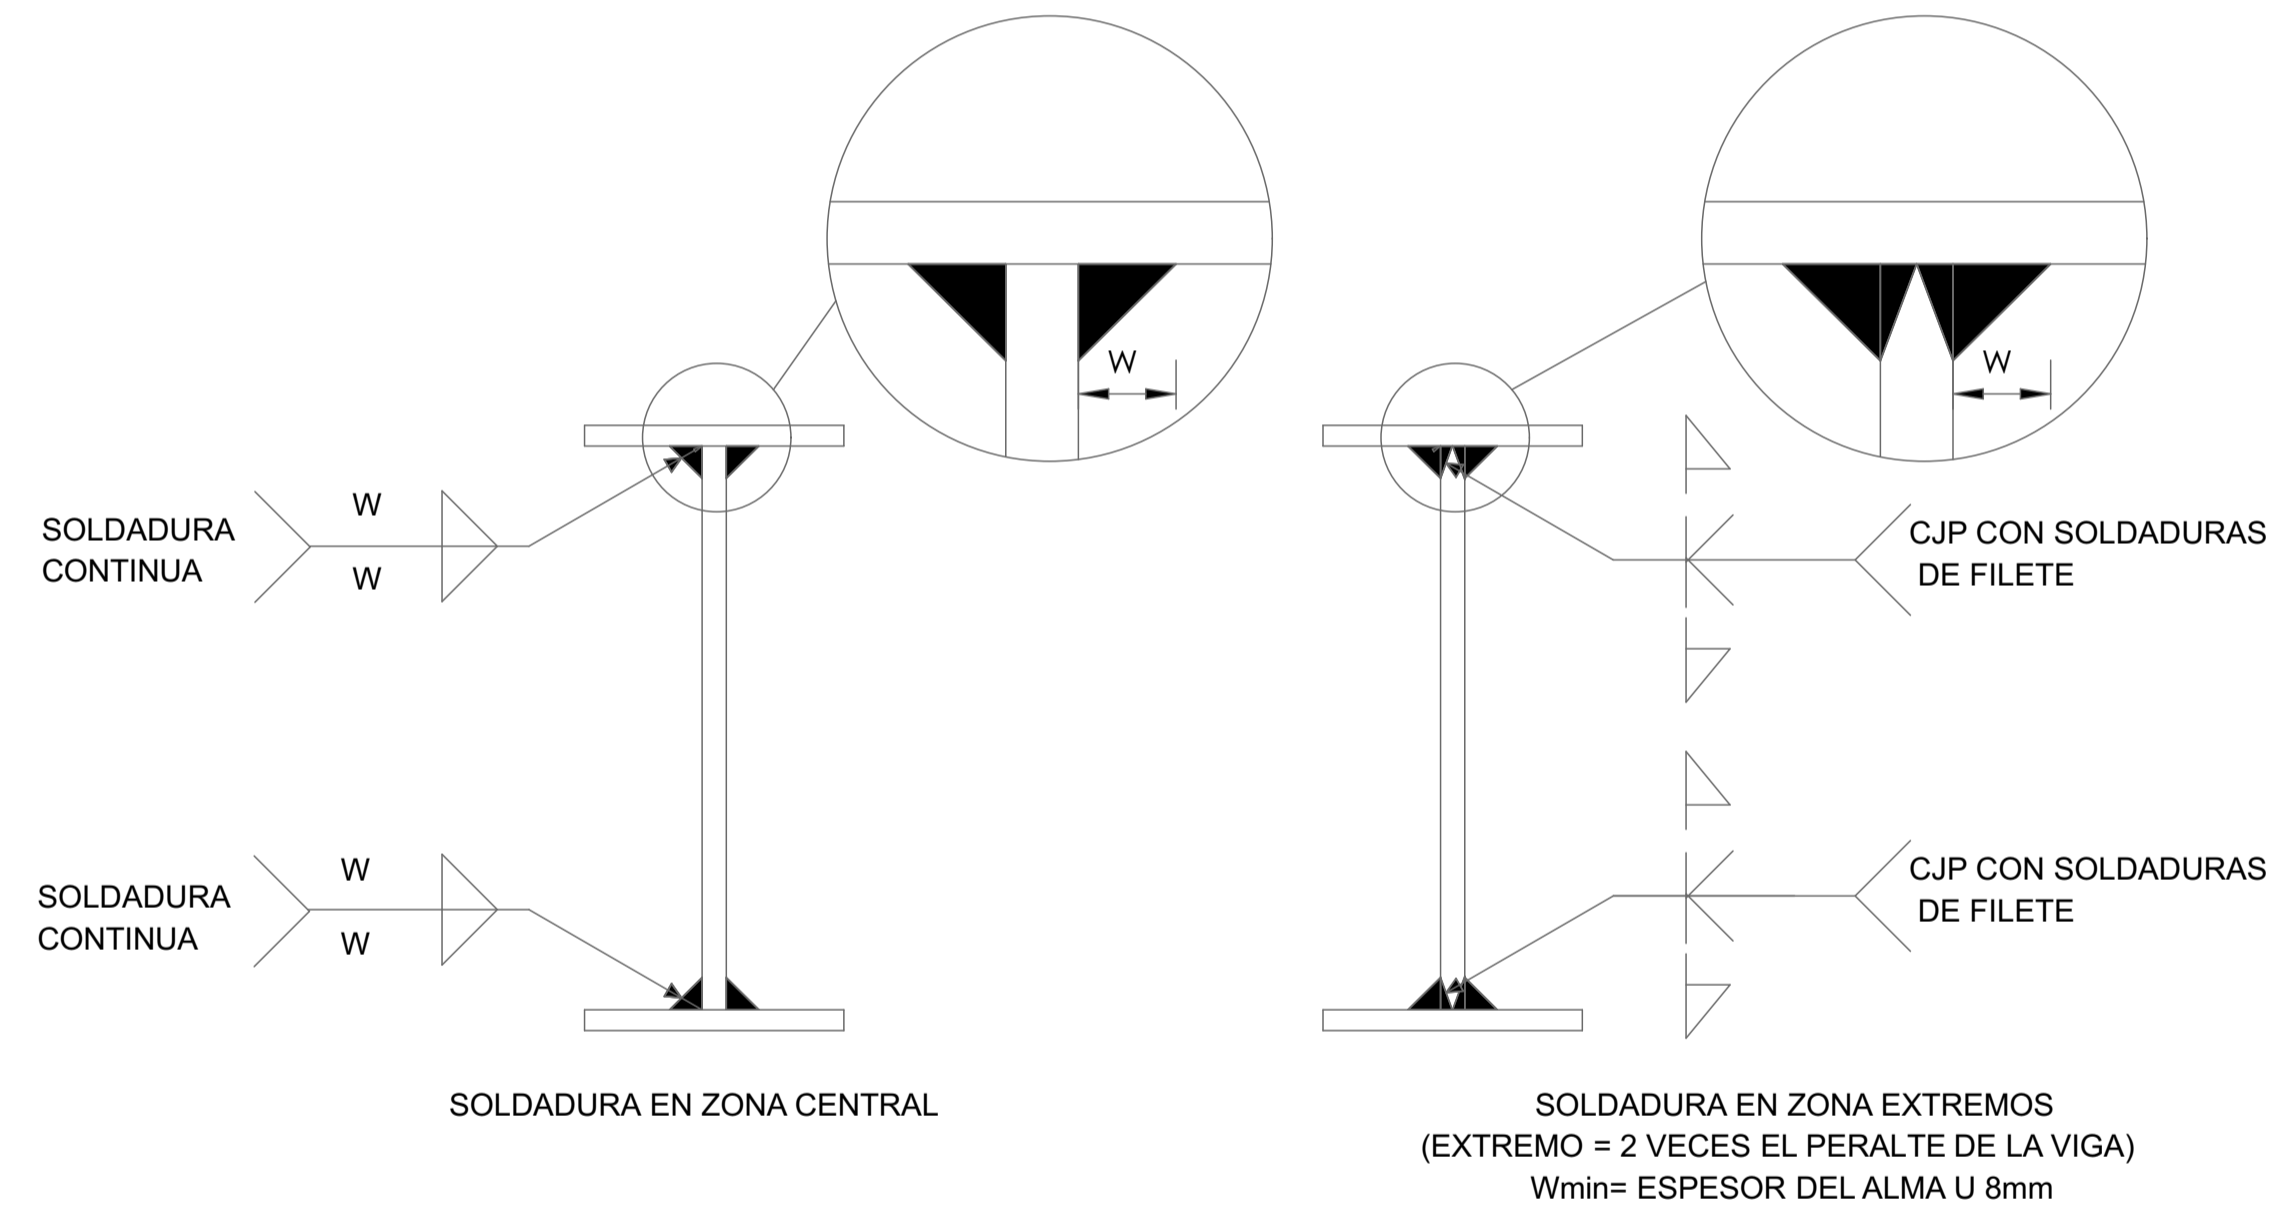 W
W
W
SOLDADURA
CONTINUA
W
CJP CON SOLDADURAS
DE FILETE
W
SOLDADURA
CONTINUA
W
W
CJP CON SOLDADURAS
DE FILETE
SOLDADURA EN ZONA CENTRAL
SOLDADURA EN ZONA EXTREMOS
(EXTREMO = 2 VECES EL PERALTE DE LA VIGA)
Wmin= ESPESOR DEL ALMA U 8mm